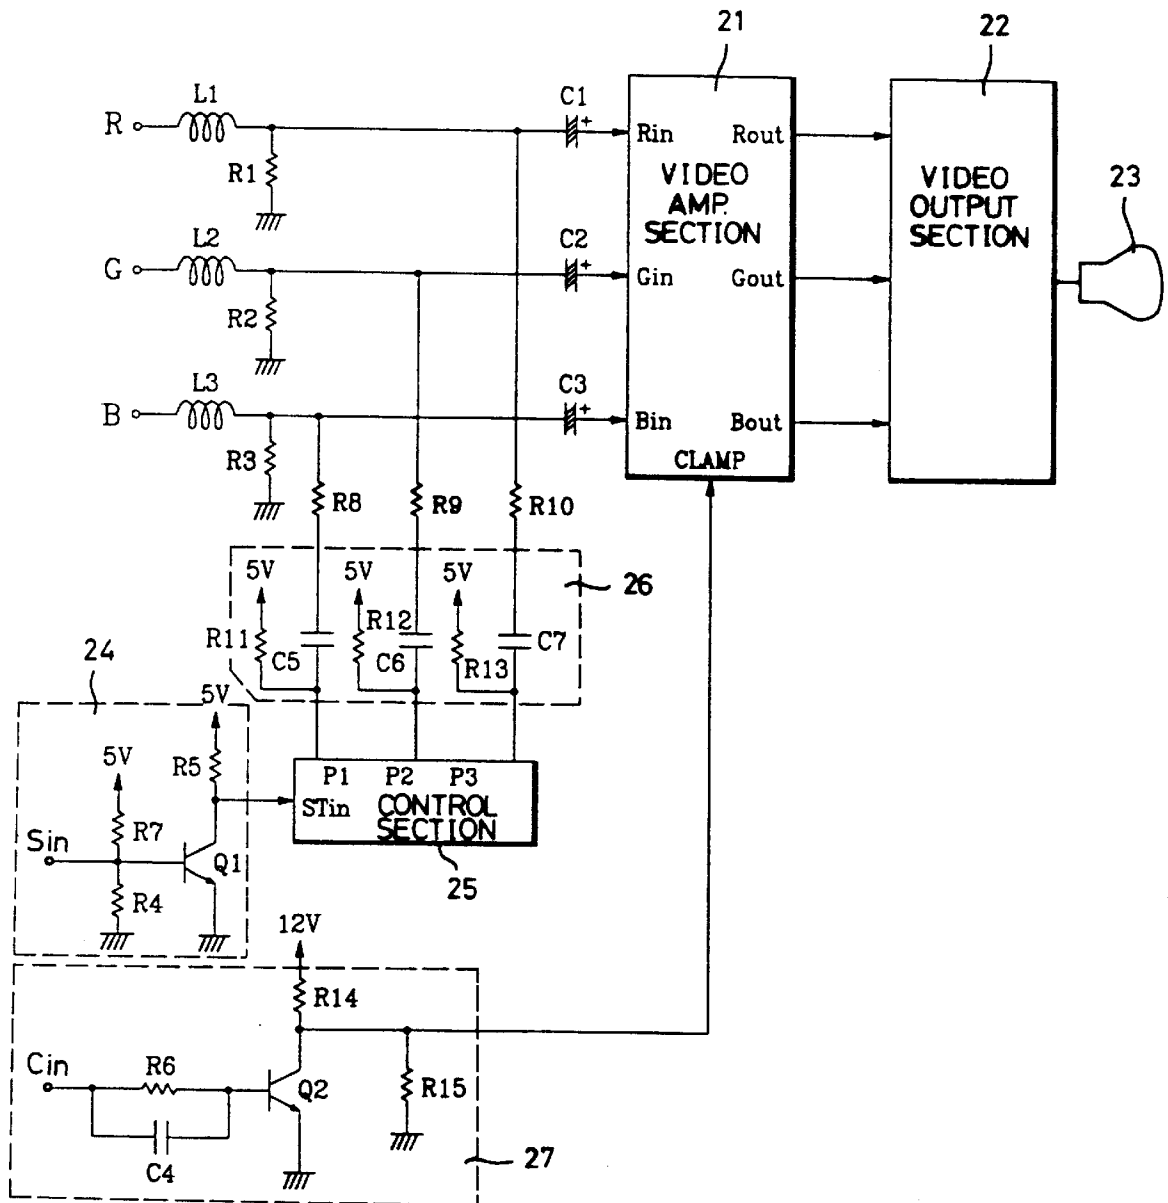 21
22
L1
C1
R
R1
Rin
Rout
VIDEO
AMP.
SECTION
VIDEO
OUTPUT
SECTION
23
L2
C2
G
R2
Gin
Gout
L3
C3
B
R3
Bin
Bout
CLAMP
R8
R9
R10
5V
5V
5V
26
R11
C5
R12
C6
R13
C7
24
5V
R5
5V
R7
Sin
Q1
R4
P1
P2
P3
STin
CONTROL
SECTION
25
12V
R14
Cin
R6
Q2
R15
C4
27